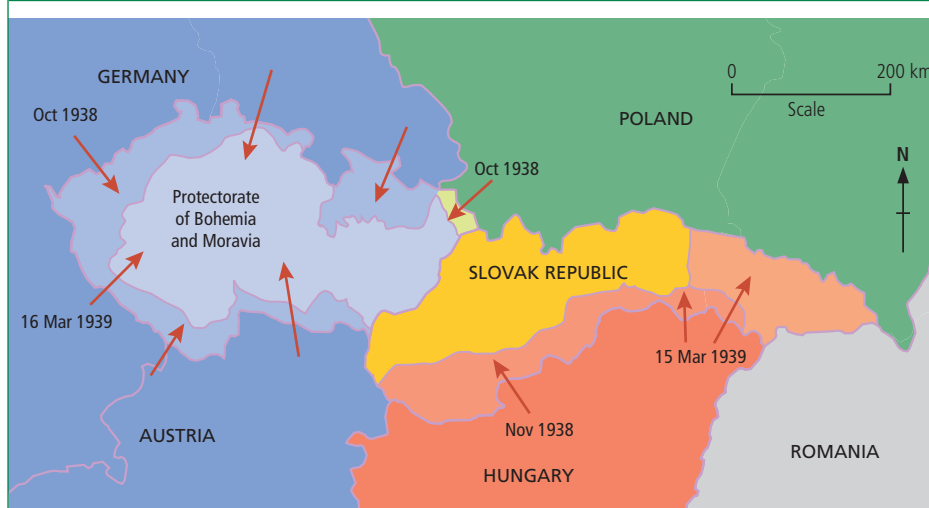 GERMANY
Oct 1938
0 200 km
Scale
POLAND
N
Oct 1938
Protectorate
of Bohemia
and Moravia
SLOVAK REPUBLIC
16 Mar 1939
15 Mar 1939
Nov 1938
AUSTRIA
HUNGARY
ROMANIA